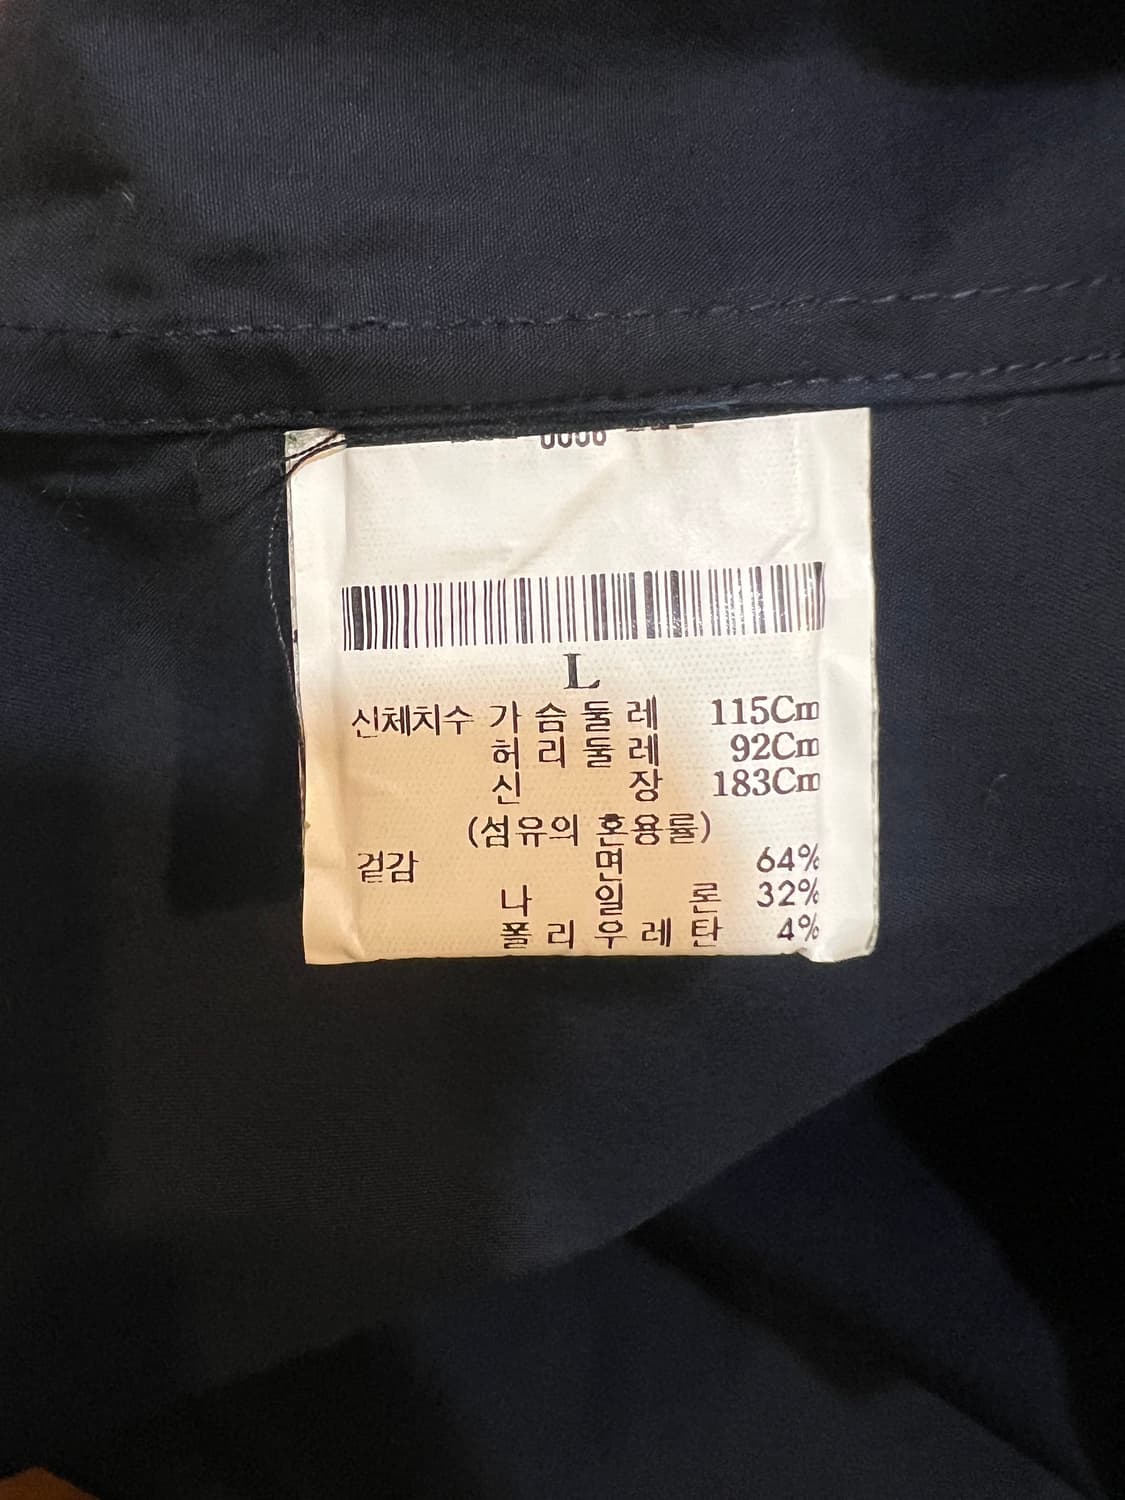 L
신체치수 가슴둘레 115Cm
허리둘레 92Cm
신장 183Cm
(섬유의 혼용률)
겉감 면 64%
나일론 32%
폴리우레탄 4%